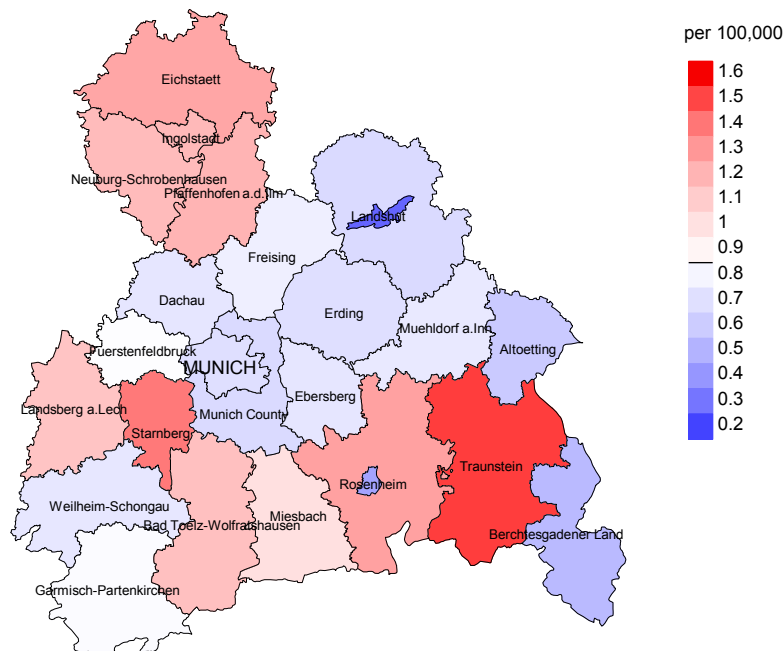 per 100,000
1.6
1.5
1.4
1.3
1.2
1.1
1
0.9
0.8
0.7
0.6
0.5
0.4
0.3
0.2
Eichstaett
Ingolstadt
Neuburg-Schrobenhausen
Pfaffenhofen a.d.Ilm
Landshut
Freising
Dachau
Erding
Muehldorf a.Inn
Altoetting
Fuerstenfeldbruck
MUNICH
Ebersberg
Landsberg a.Lech
Munich County
Starnberg
Traunstein
Rosenheim
Weilheim-Schongau
Miesbach
Bad Toelz-Wolfratshausen
Berchtesgadener Land
Garmisch-Partenkirchen